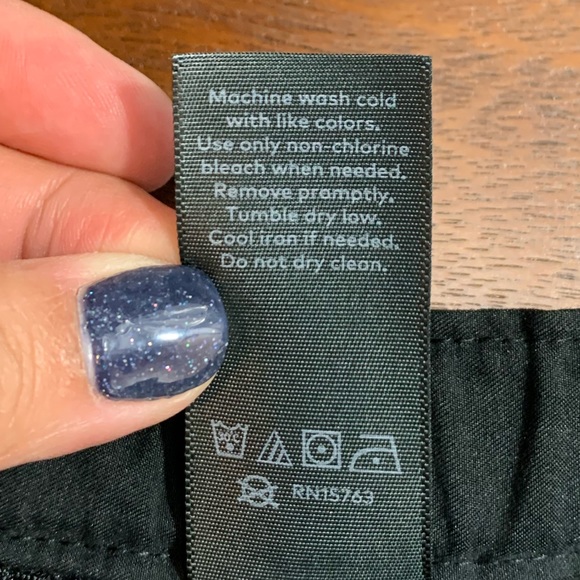 Machine wash cold
with like colors.
Use only non-chlorine
bleach when needed.
Remove promptly.
Tumble dry low.
Cool iron if needed.
Do not dry clean.
RN15763